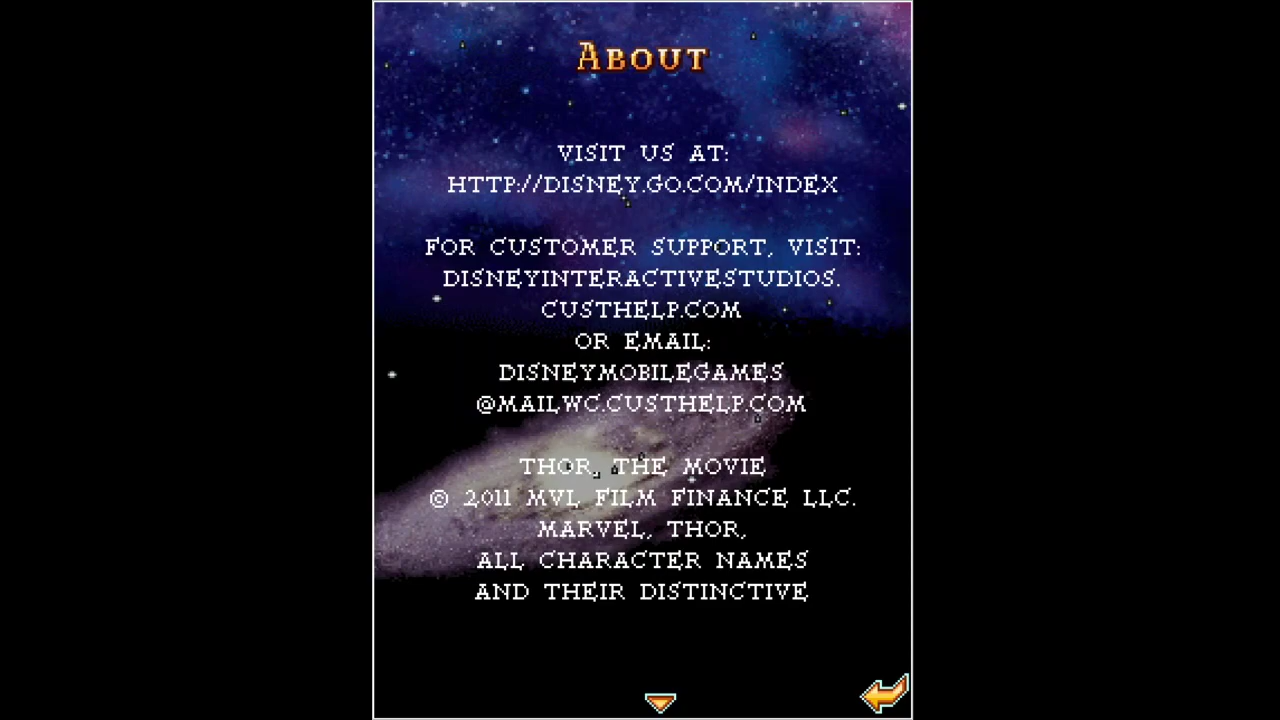 ABOUT
VISIT US AT:
HTTP://DISNEY.GO.COM/INDEX
FOR CUSTOMER SUPPORT, VISIT:
DISNEYINTERACTIVESTUDIOS.
CUSTHELP.COM
OR EMAIL:
DISNEYMOBILEGAMES
@MAILWC.CUSTHELP.COM
THOR, THE MOVIE
© 2011 MVL FILM FINANCE LLC.
MARVEL, THOR,
ALL CHARACTER NAMES
AND THEIR DISTINCTIVE